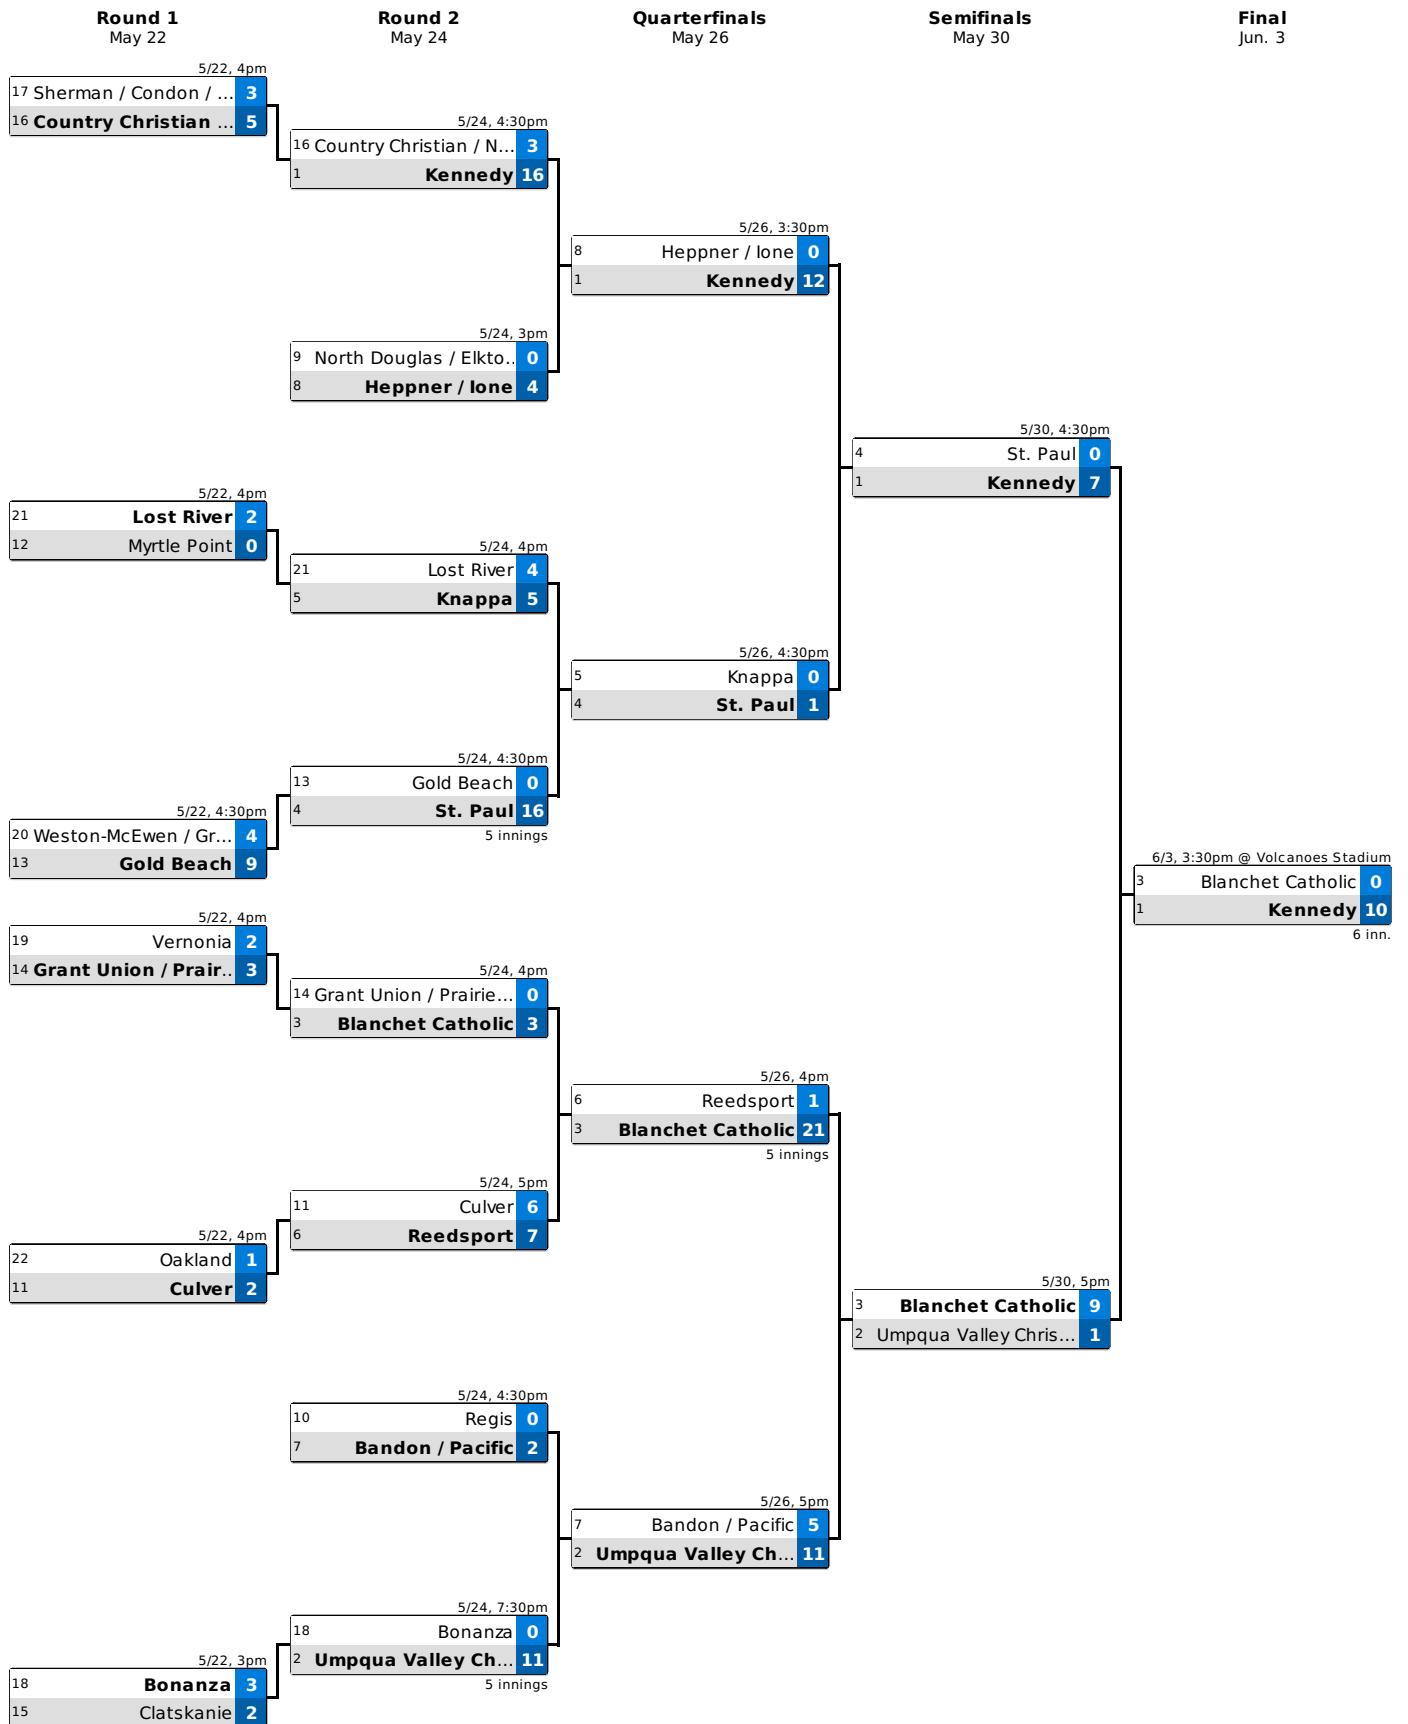 Round 1 Round 2 Quarterfinals Semifinals Final
May 22 May 24 May 26 May 30 Jun. 3
5/22, 4pm
17 Sherman / Condon / ... 3
16 Country Christian ... 5
5/24, 4:30pm
16 Country Christian / N... 3
1 Kennedy 16
5/26, 3:30pm
8 Heppner / Ione 0
1 Kennedy 12
5/24, 3pm
9 North Douglas / Elkto.. 0
8 Heppner / Ione 4
5/30, 4:30pm
4 St. Paul 0
1 Kennedy 7
5/22, 4pm
21 Lost River 2
12 Myrtle Point 0
5/24, 4pm
21 Lost River 4
5 Knappa 5
5/26, 4:30pm
5 Knappa 0
4 St. Paul 1
5/24, 4:30pm
13 Gold Beach 0
4 St. Paul 16
5 innings
5/22, 4:30pm
20 Weston-McEwen / Gr... 4
13 Gold Beach 9
6/3, 3:30pm @ Volcanoes Stadium
3 Blanchet Catholic 0
1 Kennedy 10
6 inn.
5/22, 4pm
19 Vernonia 2
14 Grant Union / Prair.. 3
5/24, 4pm
14 Grant Union / Prairie... 0
3 Blanchet Catholic 3
5/26, 4pm
6 Reedsport 1
3 Blanchet Catholic 21
5 innings
5/24, 5pm
11 Culver 6
6 Reedsport 7
5/22, 4pm
22 Oakland 1
11 Culver 2
5/30, 5pm
3 Blanchet Catholic 9
2 Umpqua Valley Chris... 1
5/24, 4:30pm
10 Regis 0
7 Bandon / Pacific 2
5/26, 5pm
7 Bandon / Pacific 5
2 Umpqua Valley Ch... 11
5/24, 7:30pm
18 Bonanza 0
2 Umpqua Valley Ch... 11
5 innings
5/22, 3pm
18 Bonanza 3
15 Clatskanie 2